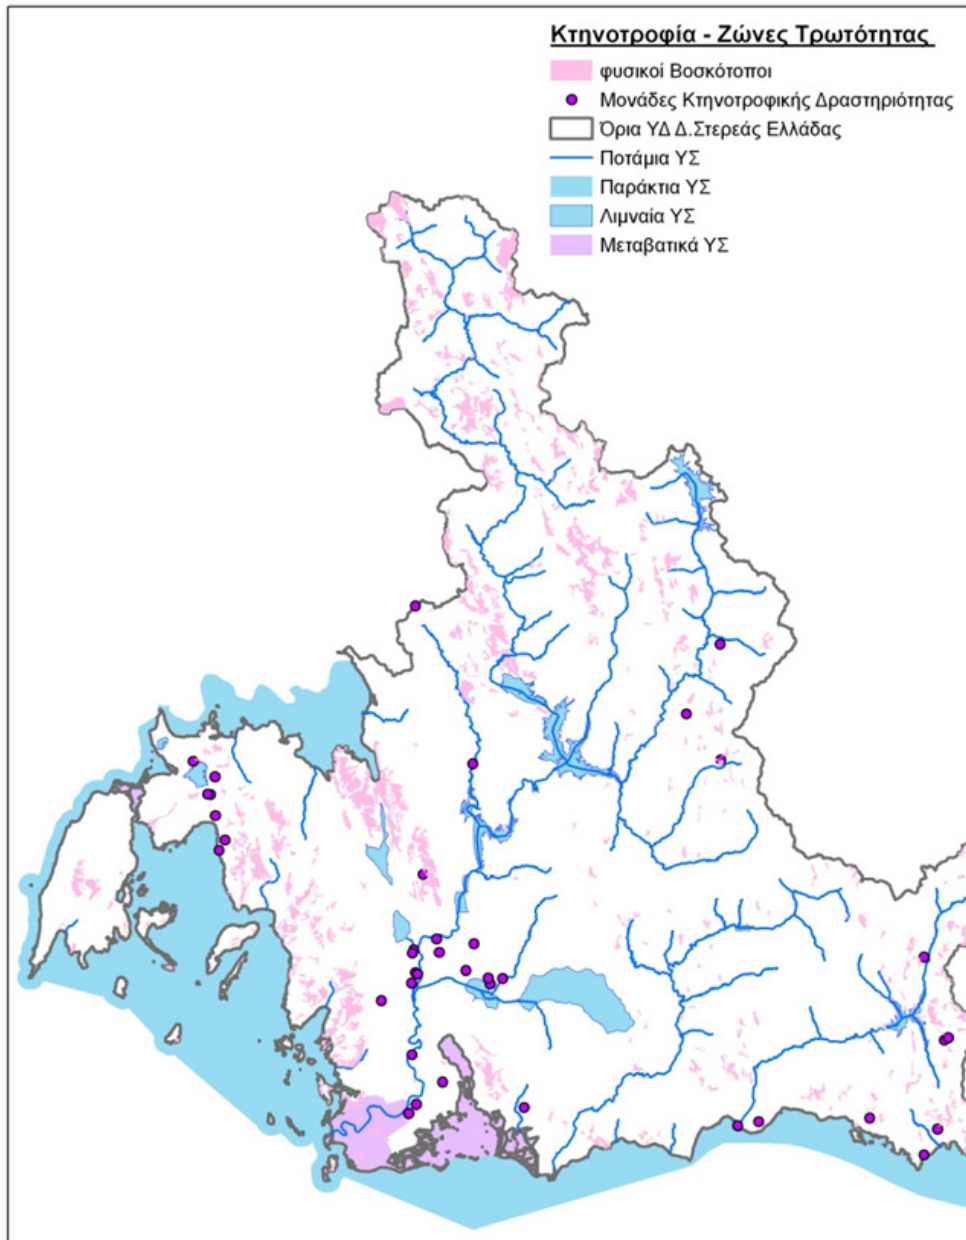 Κτηνοτροφία - Ζώνες Τρωτότητας
φυσικοί Βοσκότοποι
Μονάδες Κτηνοτροφικής Δραστηριότητας
Όρια ΥΔ Δ.Στερεάς Ελλάδας
Ποτάμια ΥΣ
Παράκτια ΥΣ
Λιμναία ΥΣ
Μεταβατικά ΥΣ